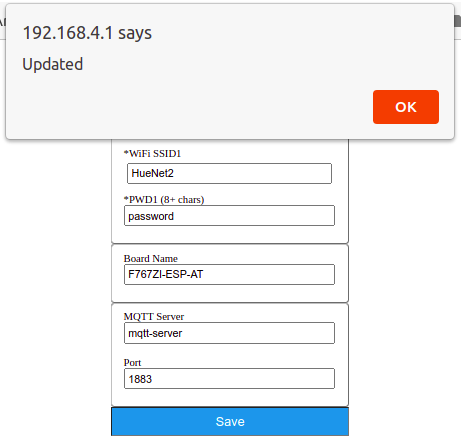 192.168.4.1 says
Updated
OK
*WiFi SSID1
HueNet2
*PWD1 (8+ chars)
password
Board Name
F767ZI-ESP-AT
MQTT Server
mqtt-server
Port
1883
Save